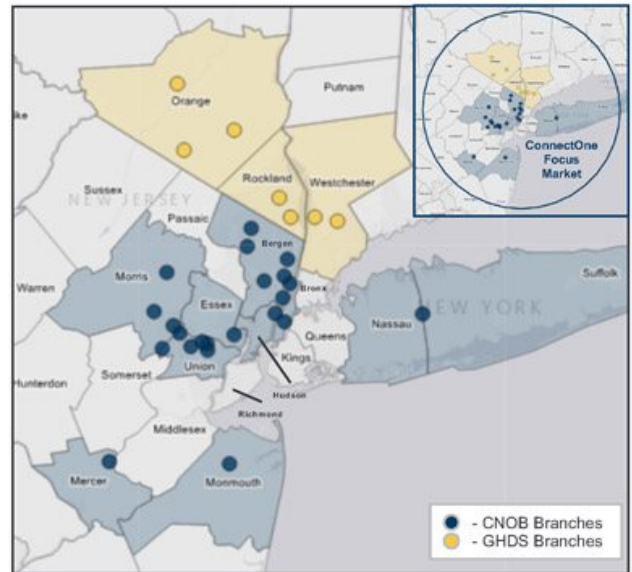 Putnam
ke
Orange
ConnectOne
Focus
Market
Rockland
Westchester
Sussex
NEW JERSEY
Passaic
Bergen
Morris
Suffolk
Warren
Bronx
Essex
NEW YORK
Nassau
Queens
Kings
Union
Somerset
Hunterdon
Hudson
Richmond
Middlesex
Mercer
Monmouth
- CNOB Branches
- GHDS Branches